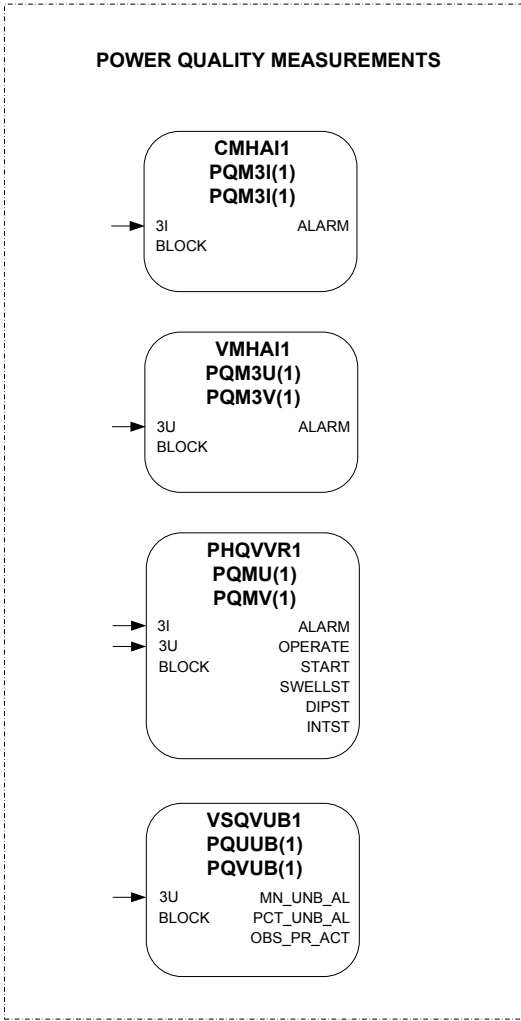 POWER QUALITY MEASUREMENTS
CMHAI1
PQM3I(1)
PQM3I(1)
3I ALARM
BLOCK
VMHAI1
PQM3U(1)
PQM3V(1)
3U ALARM
BLOCK
PHQVVR1
PQMU(1)
PQMV(1)
3I ALARM
3U OPERATE
BLOCK START
SWELLST
DIPST
INTST
VSQVUB1
PQUUB(1)
PQVUB(1)
3U MN_UNB_AL
BLOCK PCT_UNB_AL
OBS_PR_ACT